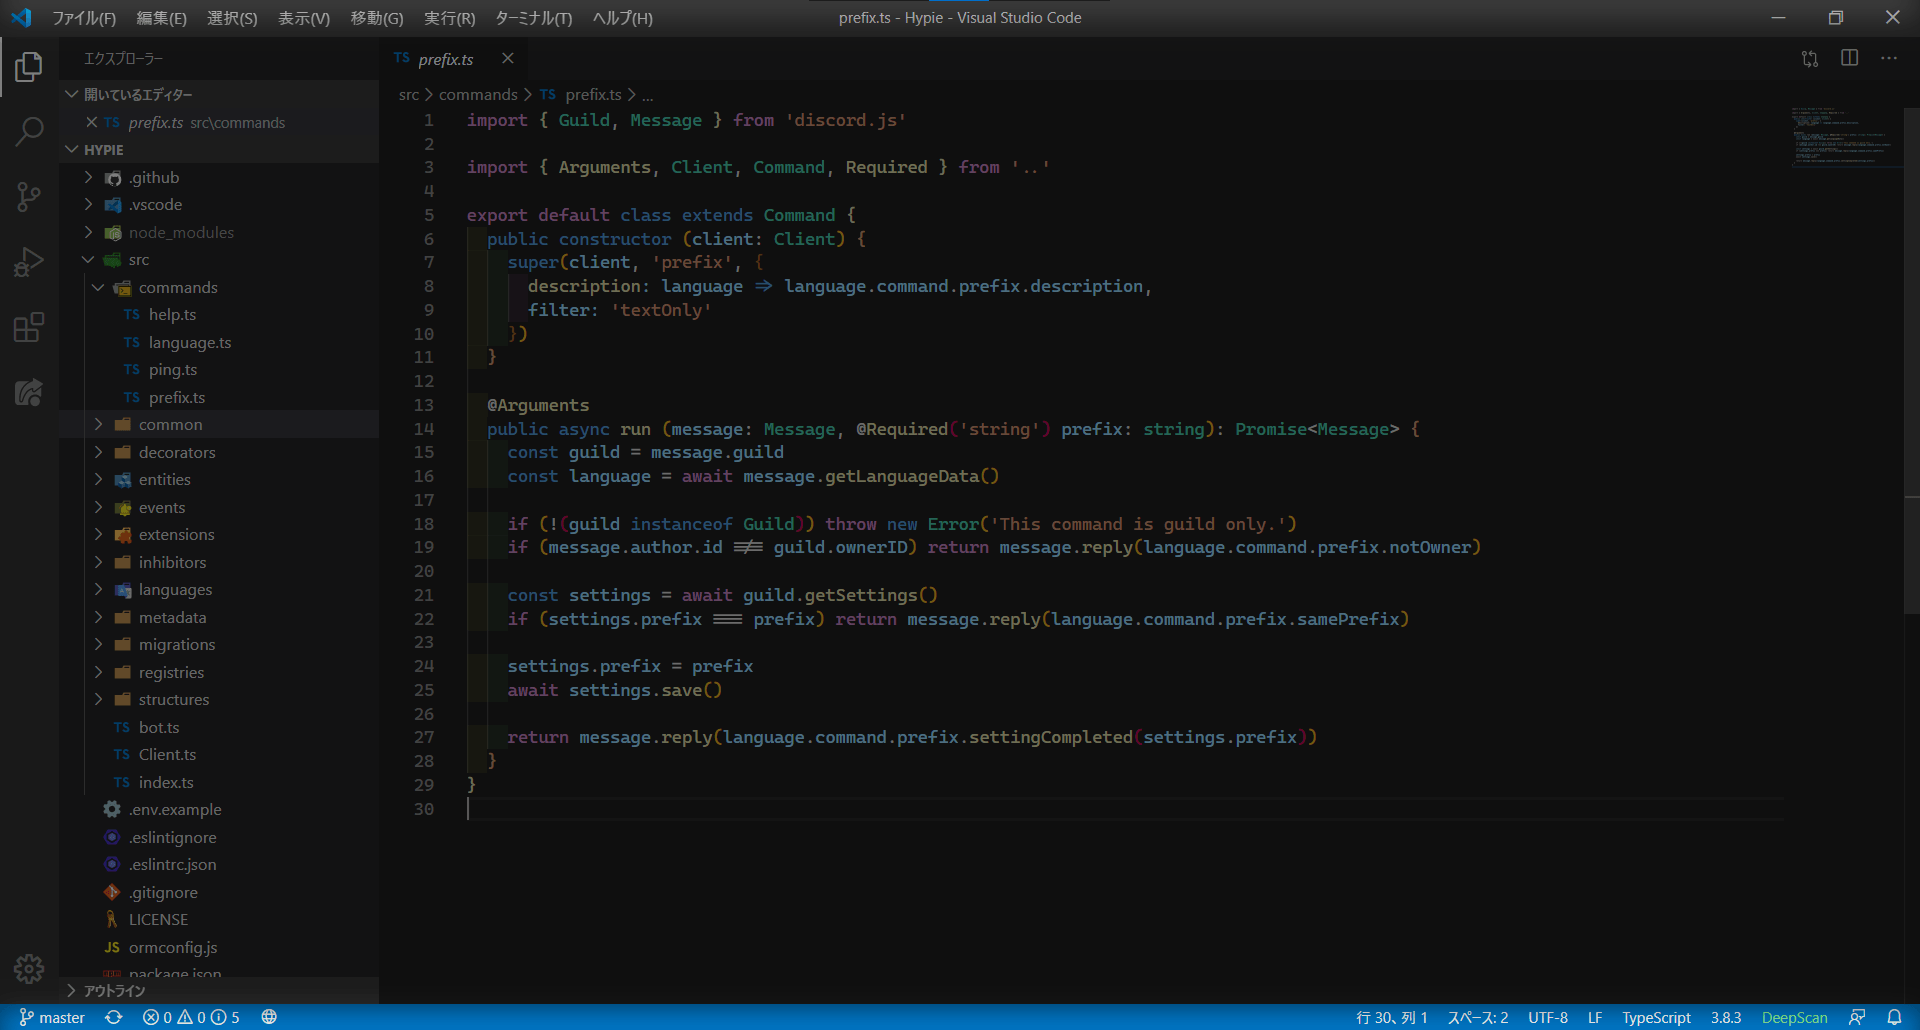 ファイル(F) 編集(E) 選択(S) 表示(V) 移動(G) 実行(R) ターミナル(T) ヘルプ(H)
prefix.ts - Hypie - Visual Studio Code
エクスプローラー
開いているエディター
TS prefix.ts src\commands
HYPIE
.github
.vscode
node_modules
src
commands
TS help.ts
TS language.ts
TS ping.ts
TS prefix.ts
common
decorators
entities
events
extensions
inhibitors
languages
metadata
migrations
registries
structures
TS bot.ts
TS Client.ts
TS index.ts
.env.example
.eslintignore
.eslintrc.json
.gitignore
LICENSE
JS ormconfig.js
package.json
アウトライン
TS prefix.ts
src > commands > TS prefix.ts > ...
1 import { Guild, Message } from 'discord.js'
2
3 import { Arguments, Client, Command, Required } from '..'
4
5 export default class extends Command {
6 public constructor (client: Client) {
7 super(client, 'prefix', {
8 description: language => language.command.prefix.description,
9 filter: 'textOnly'
10 })
11 }
12
13 @Arguments
14 public async run (message: Message, @Required('string') prefix: string): Promise<Message> {
15 const guild = message.guild
16 const language = await message.getLanguageData()
17
18 if (!(guild instanceof Guild)) throw new Error('This command is guild only.')
19 if (message.author.id !== guild.ownerID) return message.reply(language.command.prefix.notOwner)
20
21 const settings = await guild.getSettings()
22 if (settings.prefix === prefix) return message.reply(language.command.prefix.samePrefix)
23
24 settings.prefix = prefix
25 await settings.save()
26
27 return message.reply(language.command.prefix.settingCompleted(settings.prefix))
28 }
29 }
30
master 0 0 5
行 30、列 1 スペース: 2 UTF-8 LF TypeScript 3.8.3 DeepScan